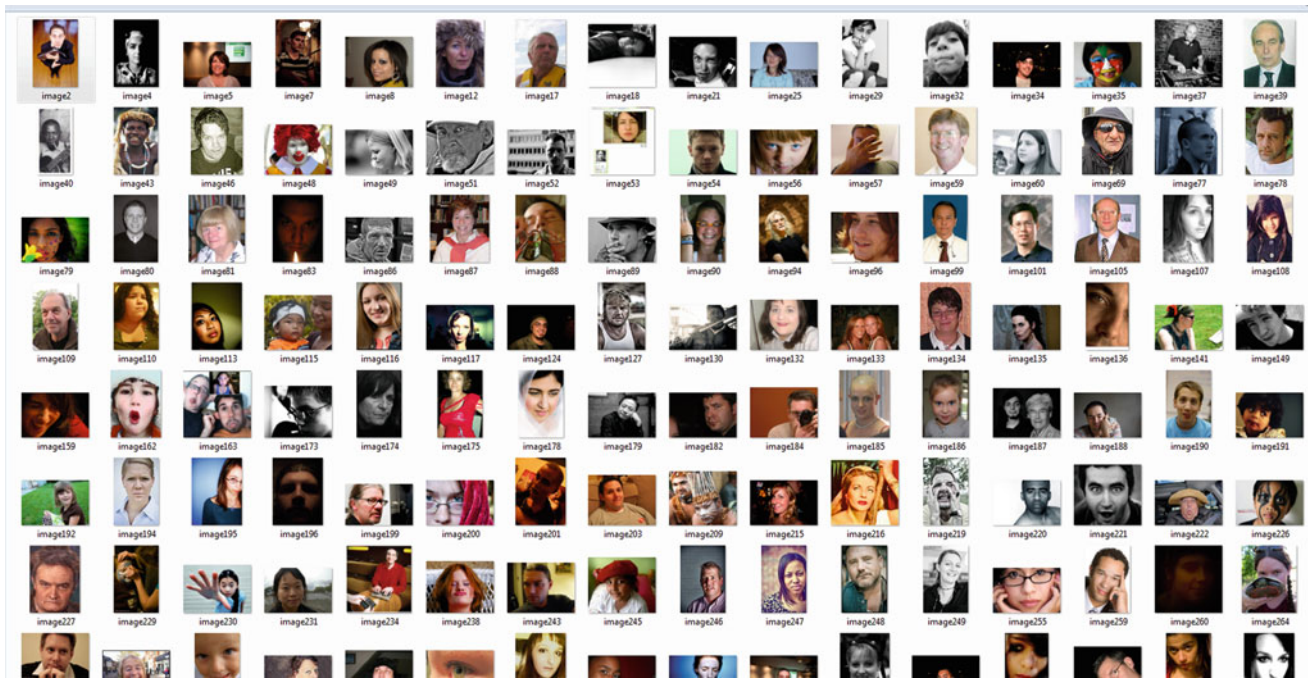 image2 image4 image5 image7 image8 image12 image17 image18 image21 image25 image29 image32 image34 image35 image37 image39
image40 image43 image46 image48 image49 image51 image52 image53 image54 image56 image57 image59 image60 image69 image77 image78
image79 image80 image81 image83 image86 image87 image88 image89 image90 image94 image96 image99 image101 image105 image107 image108
image109 image110 image113 image115 image116 image117 image124 image127 image130 image132 image133 image134 image135 image136 image141 image149
image159 image162 image163 image173 image174 image175 image178 image179 image182 image184 image185 image186 image187 image188 image190 image191
image192 image194 image195 image196 image199 image200 image201 image203 image209 image215 image216 image219 image220 image221 image222 image226
image227 image229 image230 image231 image234 image238 image243 image245 image246 image247 image248 image249 image255 image259 image260 image264